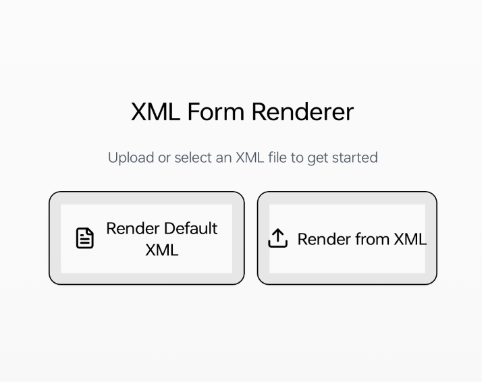 XML Form Renderer
Upload or select an XML file to get started
Render Default
XML
Render from XML